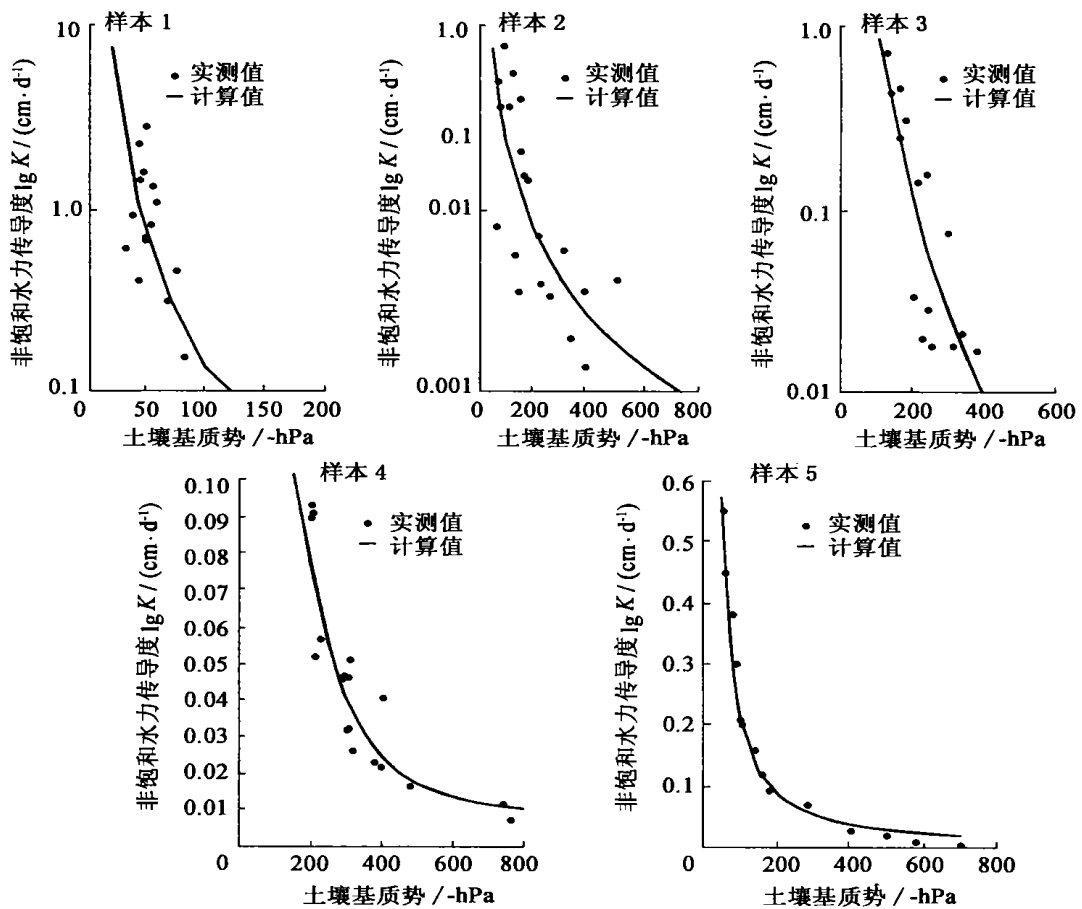 样本 1
10
1.0
0.1
0
50
100
150
200
● 实测值
— 计算值
非饱和水力传导度lg K / (cm·d⁻¹)
土壤基质势 /-hPa
样本 2
1.0
0.1
0.01
0.001
0
200
400
600
800
● 实测值
— 计算值
非饱和水力传导度lg K / (cm·d⁻¹)
土壤基质势 /-hPa
样本 3
1.0
0.1
0.01
0
200
400
600
● 实测值
— 计算值
非饱和水力传导度lg K / (cm·d⁻¹)
土壤基质势 /-hPa
样本 4
0.10
0.09
0.08
0.06
0.05
0.04
0.03
0.02
0.01
200
400
600
800
● 实测值
— 计算值
非饱和水力传导度lg K / (cm·d⁻¹)
土壤基质势 /-hPa
样本 5
0.6
0.5
0.4
0.3
0.2
0.1
200
400
600
800
● 实测值
— 计算值
非饱和水力传导度lg K / (cm·d⁻¹)
土壤基质势 /-hPa